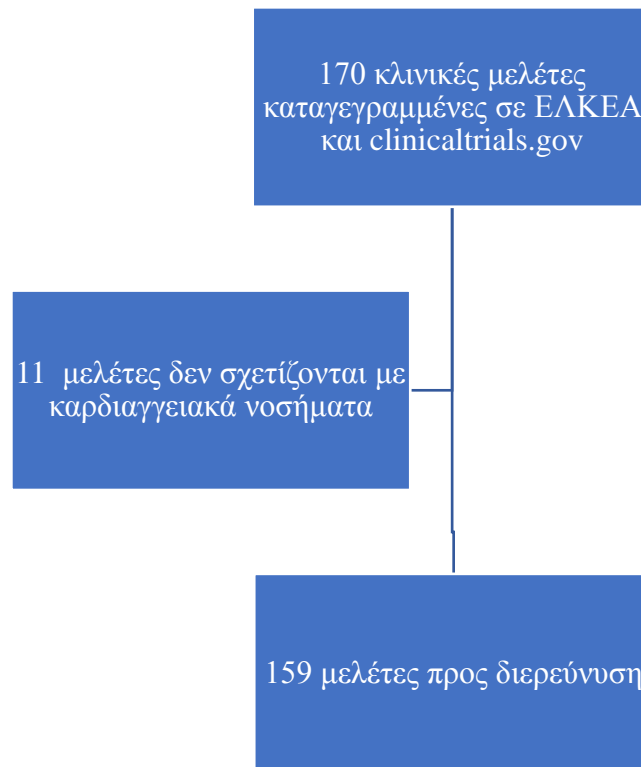 170 κλινικές μελέτες
καταγεγραμμένες σε ΕΛΚΕΑ
και clinicaltrials.gov
11 μελέτες δεν σχετίζονται με
καρδιαγγειακά νοσήματα
159 μελέτες προς διερεύνυση